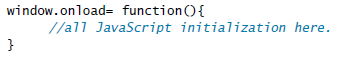 window.onload= function(){
//all JavaScript initialization here.
}